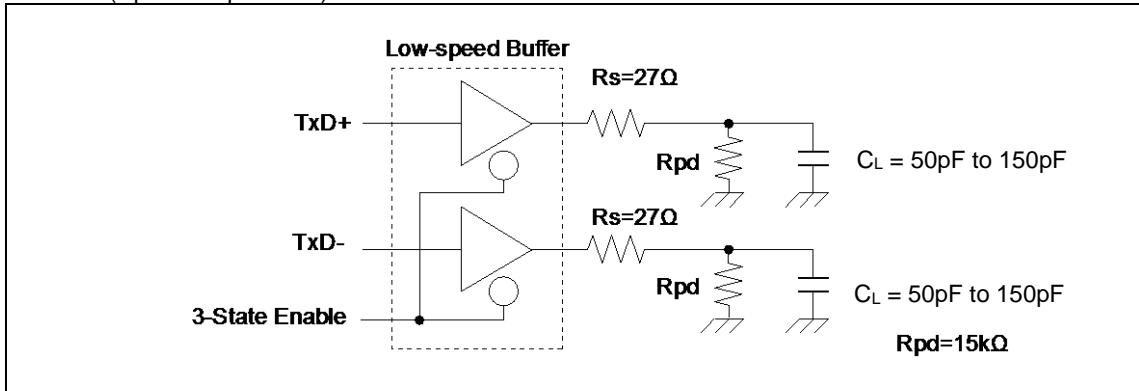 Low-speed Buffer
Rs=27Ω
TxD+
Rpd
CL = 50pF to 150pF
Rs=27Ω
TxD-
Rpd
CL = 50pF to 150pF
3-State Enable
Rpd=15kΩ